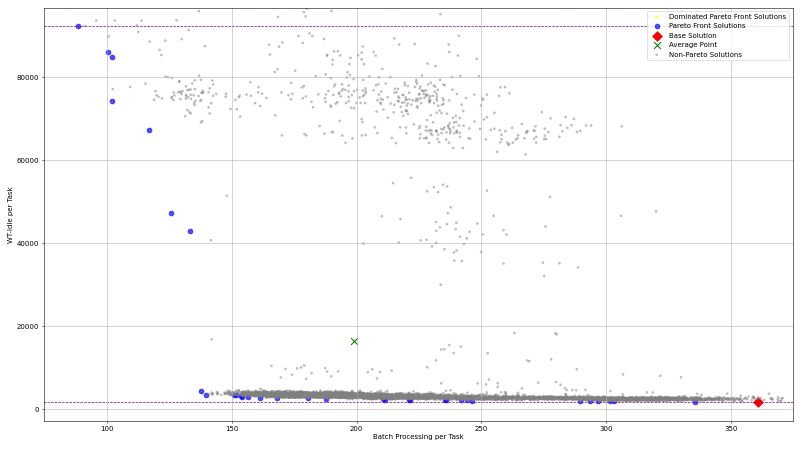 Dominated Pareto Front Solutions
Pareto Front Solutions
Base Solution
Average Point
Non-Pareto Solutions
80000
60000
40000
20000
0
WT-Idle per Task
100
150
200
250
300
350
Batch Processing per Task